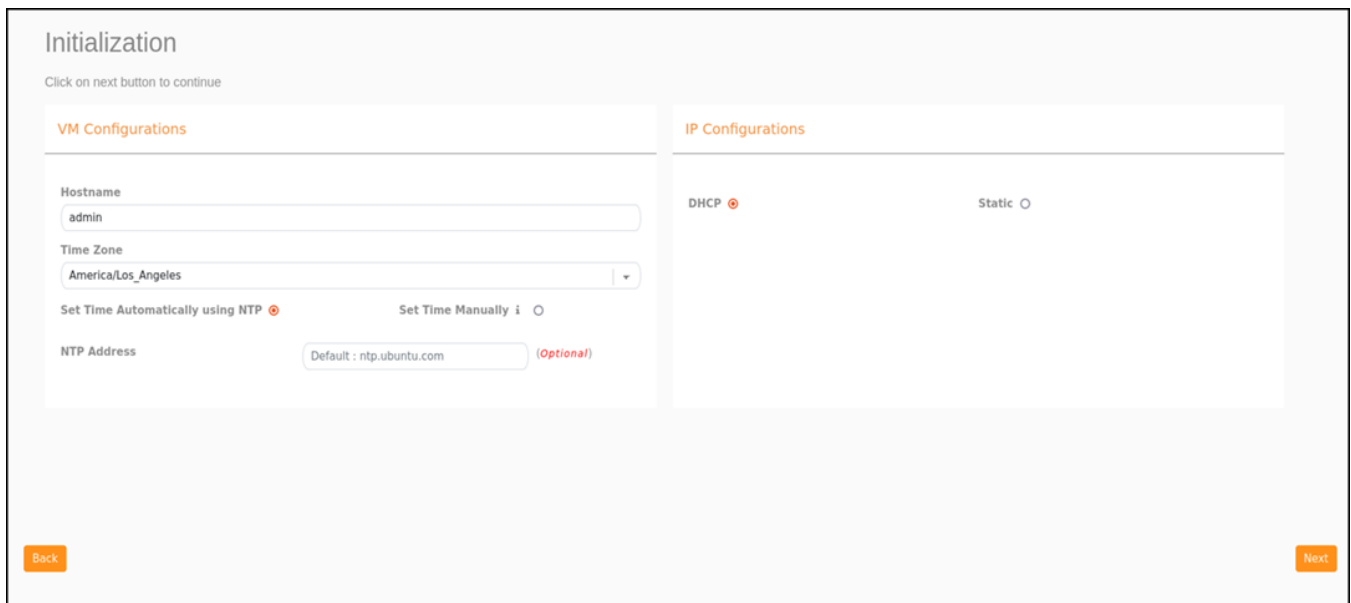 Initialization
Click on next button to continue
VM Configurations
Hostname
admin
Time Zone
America/Los_Angeles
Set Time Automatically using NTP
Set Time Manually i
NTP Address
Default : ntp.ubuntu.com
(Optional)
IP Configurations
DHCP
Static
Back
Next